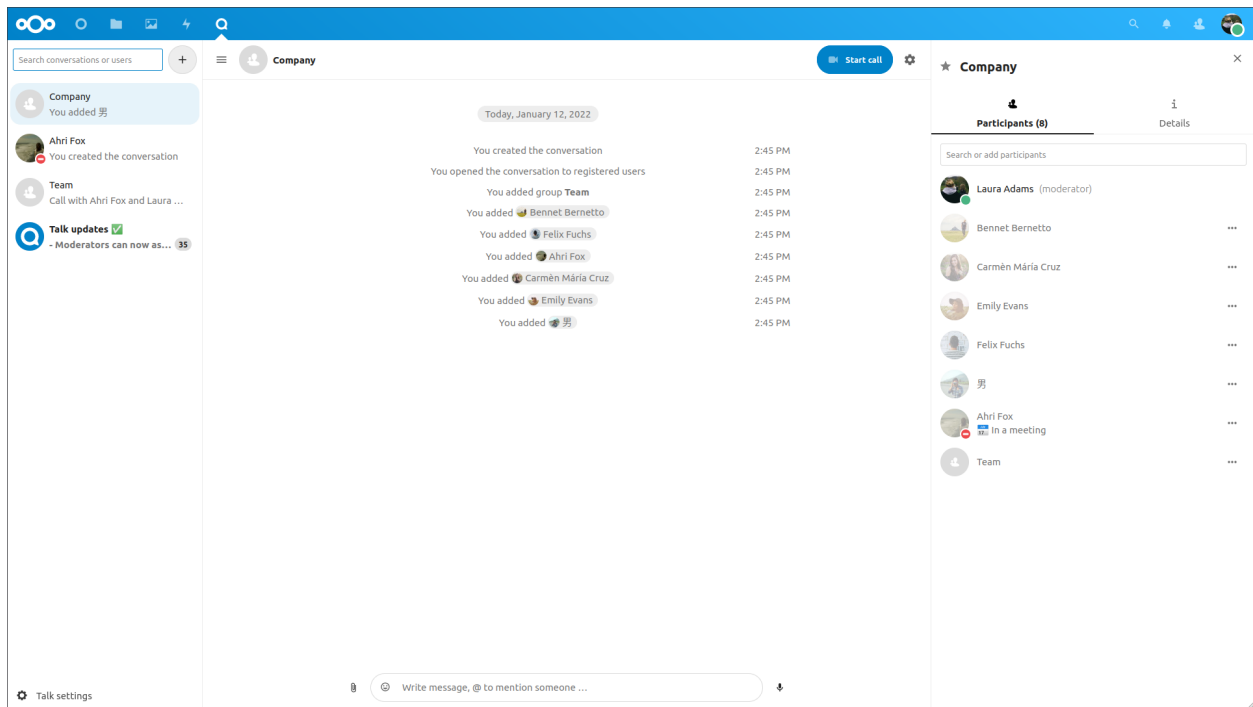 Search conversations or users
+
Company
You added 男
Ahri Fox
You created the conversation
Team
Call with Ahri Fox and Laura ...
Talk updates ✅
- Moderators can now as... 35
Talk settings
Company
Start call
Today, January 12, 2022
You created the conversation 2:45 PM
You opened the conversation to registered users 2:45 PM
You added group Team 2:45 PM
You added Bennet Bernetto 2:45 PM
You added Felix Fuchs 2:45 PM
You added Ahri Fox 2:45 PM
You added Carmèn Máría Cruz 2:45 PM
You added Emily Evans 2:45 PM
You added 男 2:45 PM
Write message, @ to mention someone ...
Company
Participants (8)
Details
Search or add participants
Laura Adams (moderator)
Bennet Bernetto
Carmèn Máría Cruz
Emily Evans
Felix Fuchs
男
Ahri Fox
In a meeting
Team